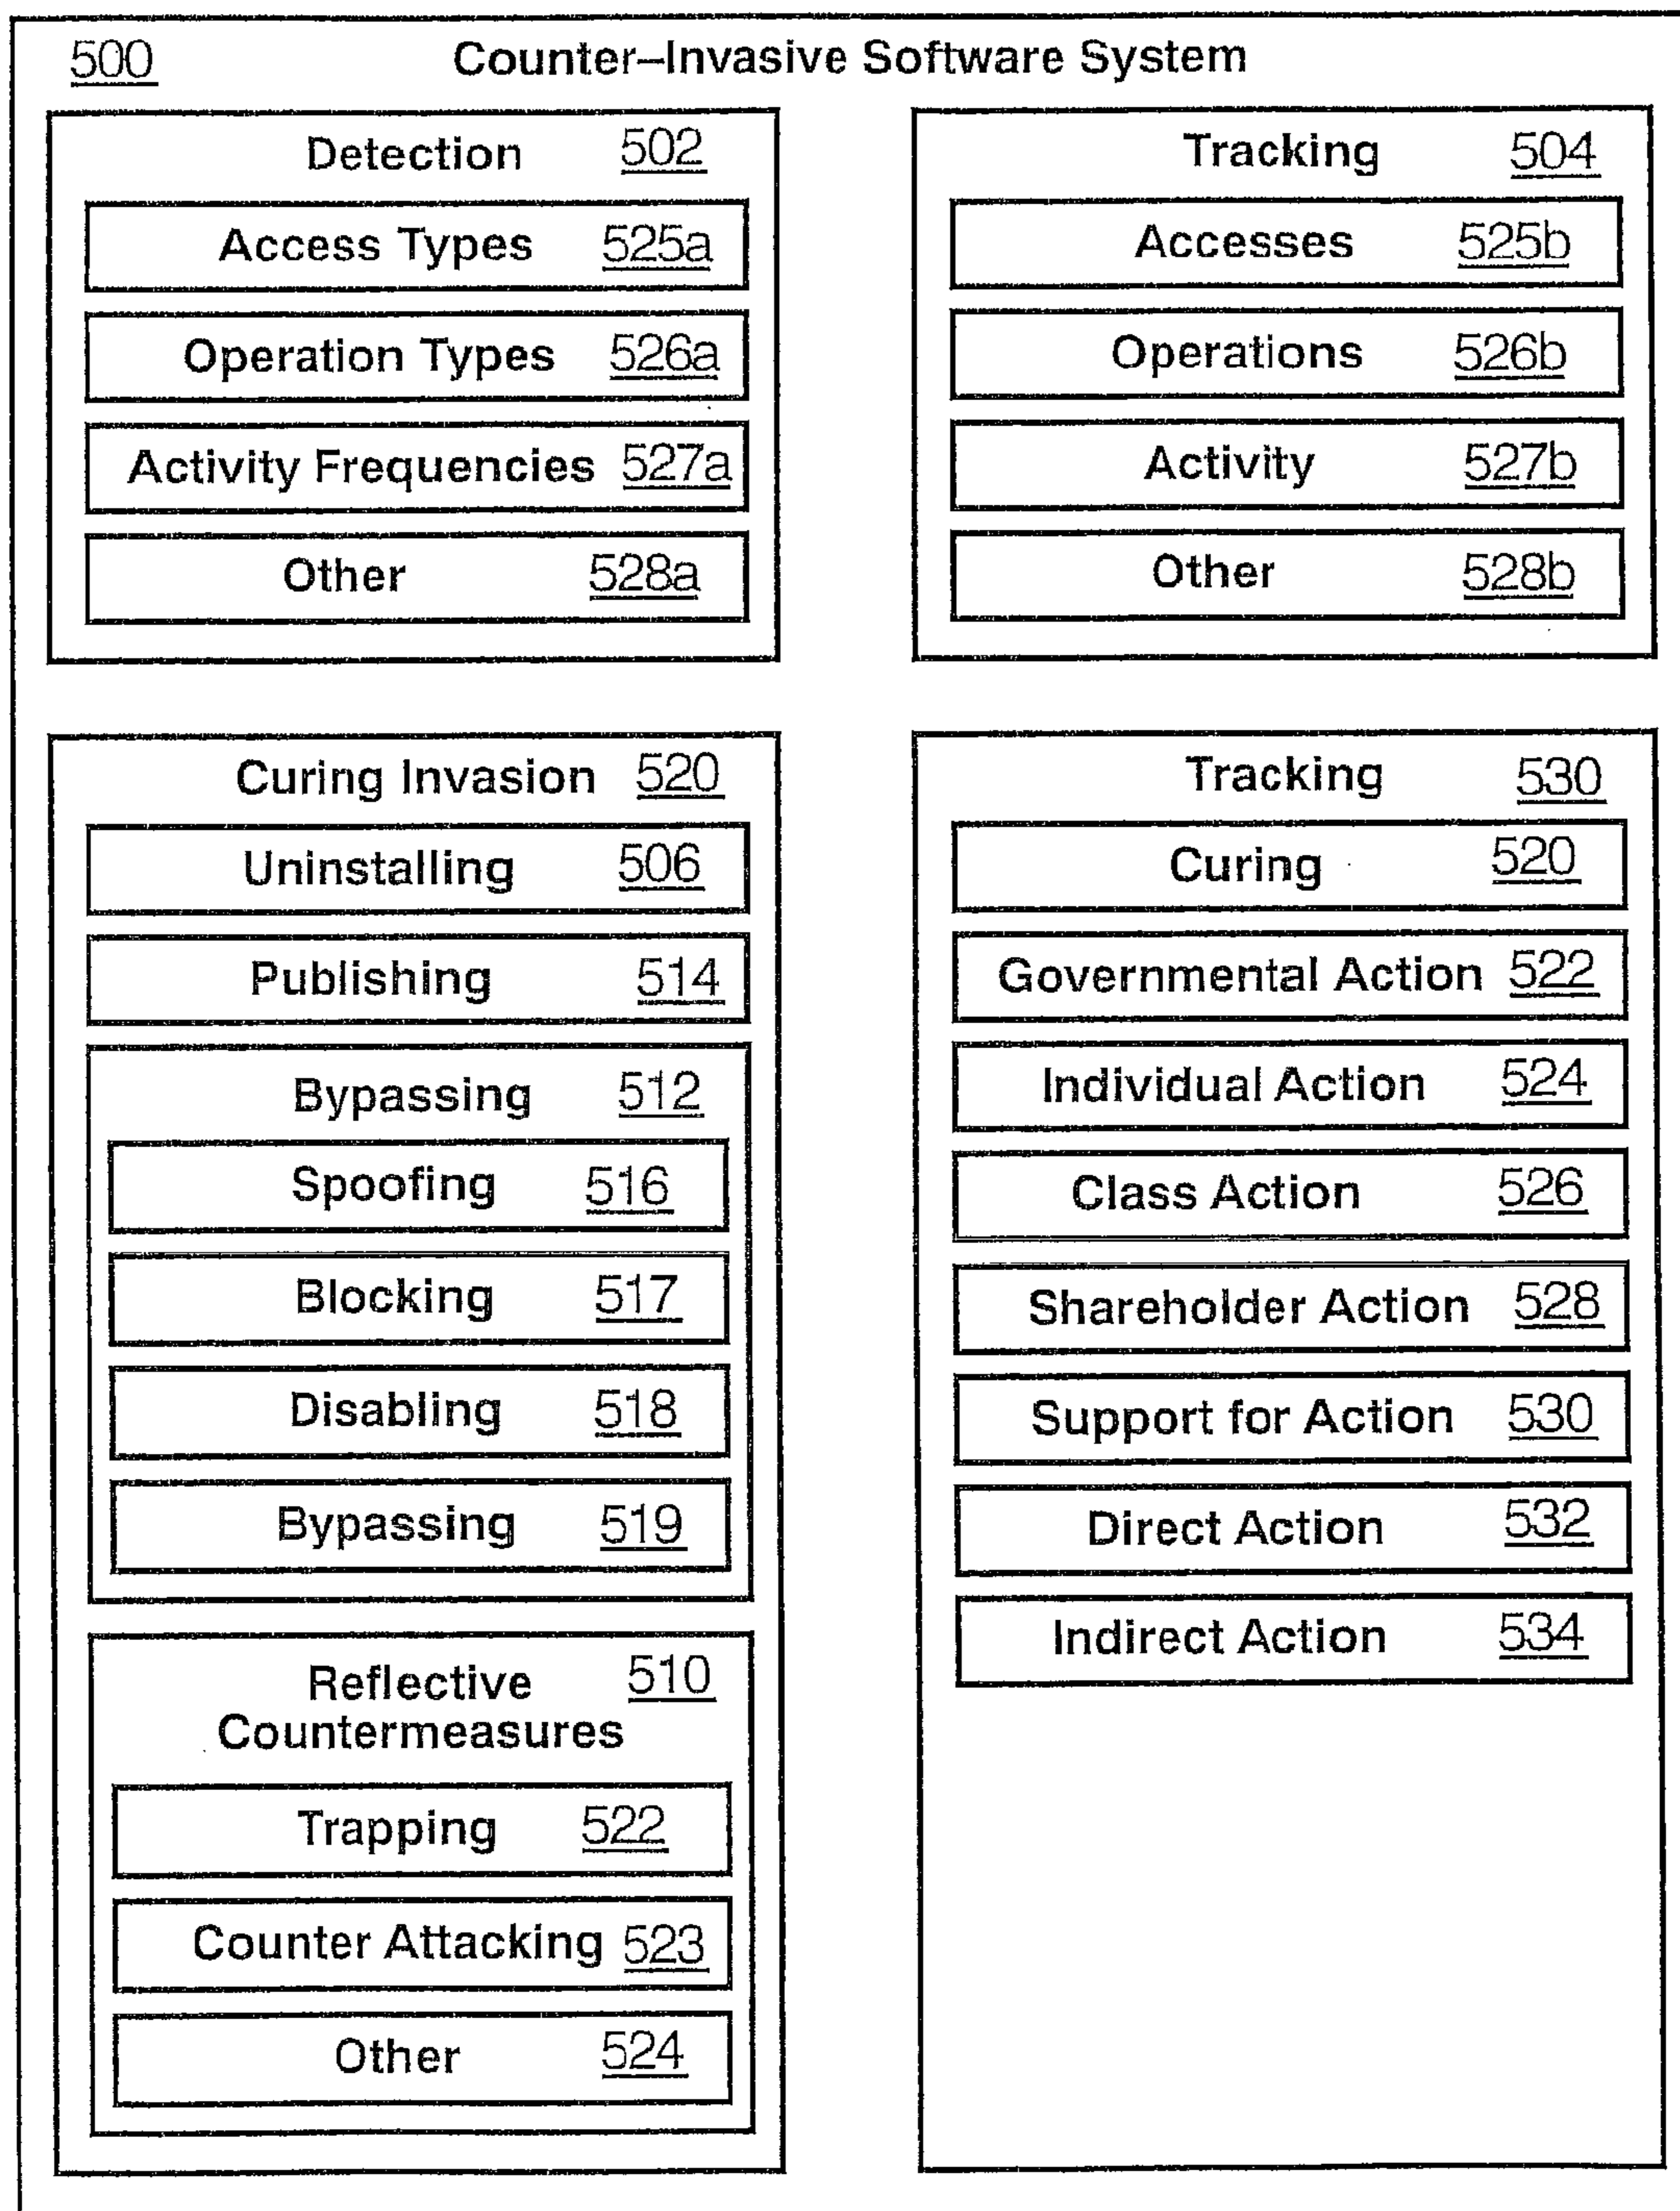 500 Counter–Invasive Software System
Detection 502
Access Types 525a
Operation Types 526a
Activity Frequencies 527a
Other 528a
Tracking 504
Accesses 525b
Operations 526b
Activity 527b
Other 528b
Curing Invasion 520
Uninstalling 506
Publishing 514
Bypassing 512
Spoofing 516
Blocking 517
Disabling 518
Bypassing 519
Reflective 510
Countermeasures
Trapping 522
Counter Attacking 523
Other 524
Tracking 530
Curing 520
Governmental Action 522
Individual Action 524
Class Action 526
Shareholder Action 528
Support for Action 530
Direct Action 532
Indirect Action 534